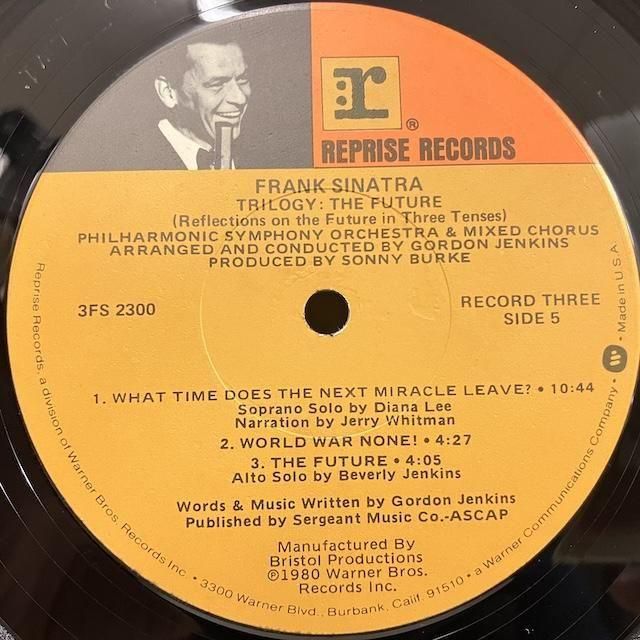 r:®
REPRISE RECORDS
FRANK SINATRA
TRILOGY: THE FUTURE
(Reflections on the Future in Three Tenses)
PHILHARMONIC SYMPHONY ORCHESTRA & MIXED CHORUS
ARRANGED AND CONDUCTED BY GORDON JENKINS
PRODUCED BY SONNY BURKE
3FS 2300
RECORD THREE
SIDE 5
1. WHAT TIME DOES THE NEXT MIRACLE LEAVE? • 10:44
Soprano Solo by Diana Lee
Narration by Jerry Whitman
2. WORLD WAR NONE! • 4:27
3. THE FUTURE • 4:05
Alto Solo by Beverly Jenkins
Words & Music Written by Gordon Jenkins
Published by Sergeant Music Co.-ASCAP
Manufactured By
Bristol Productions
℗1980 Warner Bros.
Records Inc.
Reprise Records, a division of Warner Bros. Records Inc. • 3300 Warner Blvd., Burbank, Calif. 91510 • a Warner Communications Company. • Made in U.S.A.